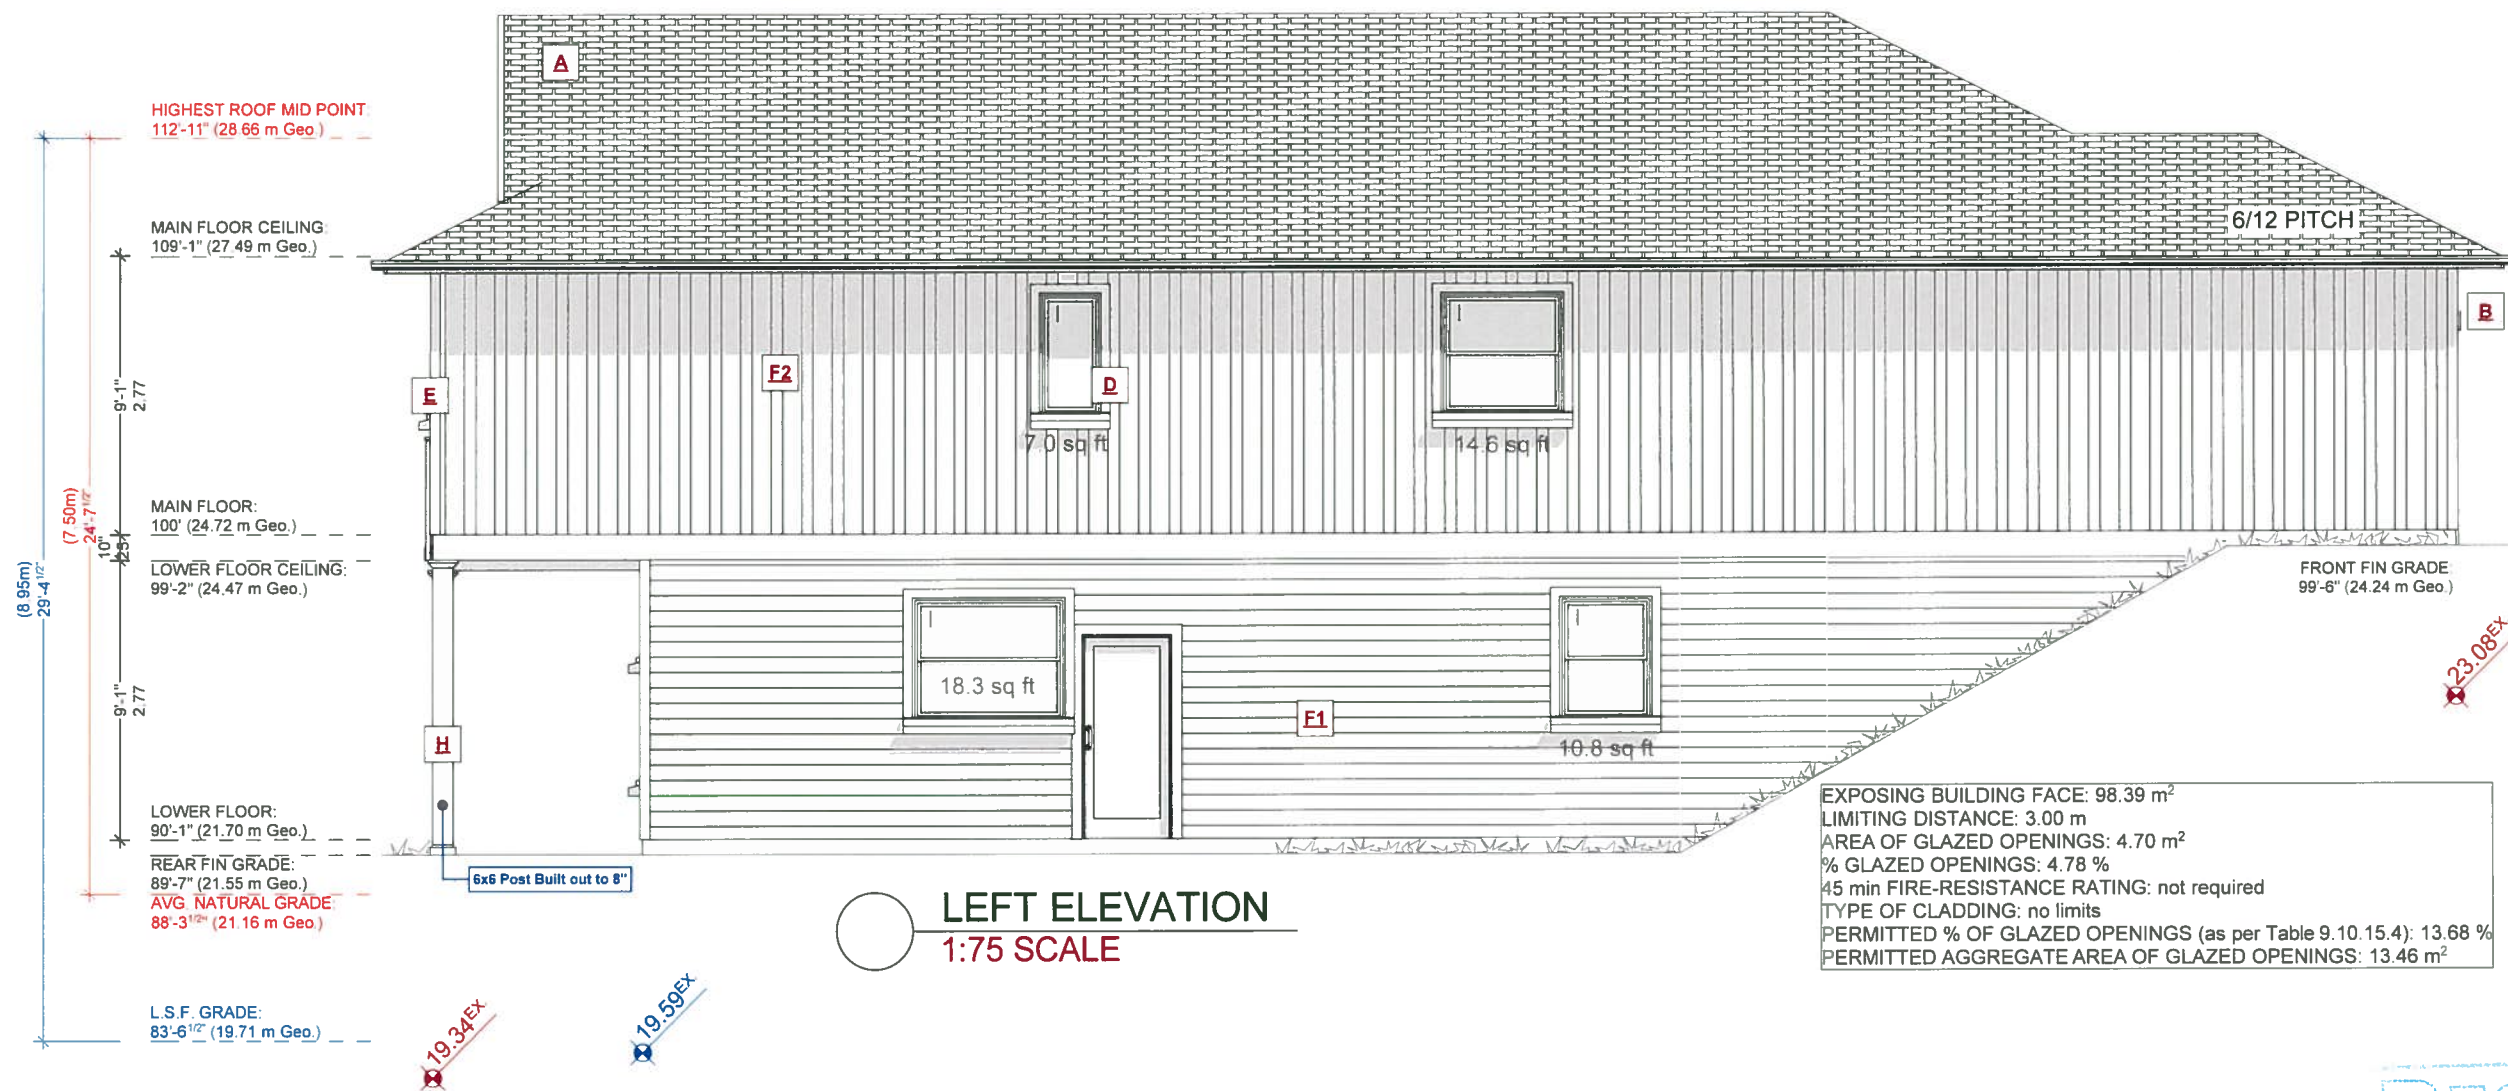 A
HIGHEST ROOF MID POINT:
112'-11" (28.66 m Geo.)
MAIN FLOOR CEILING:
109'-1" (27.49 m Geo.)
6/12 PITCH
B
F2
D
E
9'-1"
2.77
7.0 sq ft
14.6 sq ft
MAIN FLOOR:
100' (24.72 m Geo.)
(7.50m)
24'-7 1/2"
10"
.25
LOWER FLOOR CEILING:
99'-2" (24.47 m Geo.)
FRONT FIN GRADE
99'-6" (24.24 m Geo.)
(8.95m)
29'-4 1/2"
23.08EX
18.3 sq ft
9'-1"
2.77
F1
H
10.8 sq ft
LOWER FLOOR:
90'-1" (21.70 m Geo.)
REAR FIN GRADE:
89'-7" (21.55 m Geo.)
6x6 Post Built out to 8"
AVG. NATURAL GRADE:
88'-3 1/2" (21.16 m Geo.)
EXPOSING BUILDING FACE: 98.39 m²
LIMITING DISTANCE: 3.00 m
AREA OF GLAZED OPENINGS: 4.70 m²
% GLAZED OPENINGS: 4.78 %
45 min FIRE-RESISTANCE RATING: not required
TYPE OF CLADDING: no limits
PERMITTED % OF GLAZED OPENINGS (as per Table 9.10.15.4): 13.68 %
PERMITTED AGGREGATE AREA OF GLAZED OPENINGS: 13.46 m²
LEFT ELEVATION
1:75 SCALE
L.S.F. GRADE:
83'-6 1/2" (19.71 m Geo.)
19.34EX.
19.59EX.